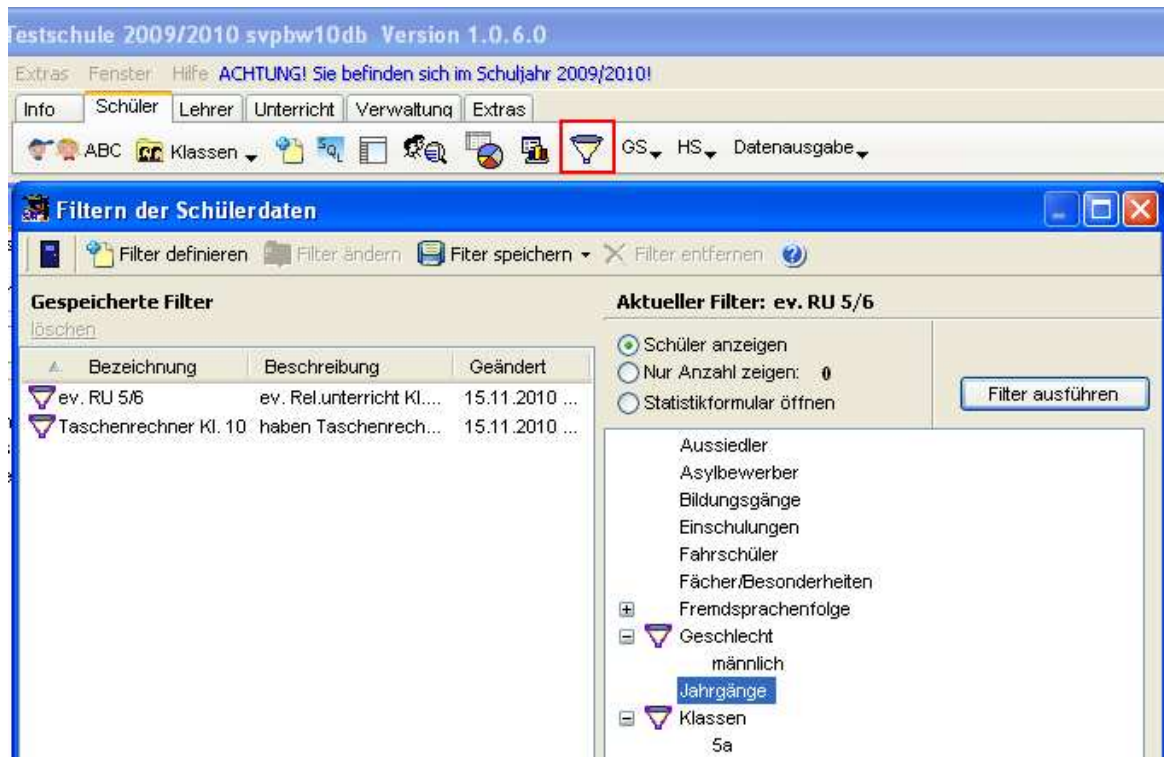 Testschule 2009/2010 svpbw10db Version 1.0.6.0
Extras Fenster Hilfe ACHTUNG! Sie befinden sich im Schuljahr 2009/2010!
Info Schüler Lehrer Unterricht Verwaltung Extras
ABC Klassen SQL GS HS Datenausgabe
Filtern der Schülerdaten
Filter definieren Filter ändern Fiter speichern Filter entfernen
Gespeicherte Filter
löschen
Bezeichnung Beschreibung Geändert
ev. RU 5/6 ev. Rel.unterricht Kl.... 15.11.2010 ...
Taschenrechner Kl. 10 haben Taschenrech... 15.11.2010 ...
Aktueller Filter: ev. RU 5/6
Schüler anzeigen
Nur Anzahl zeigen: 0
Statistikformular öffnen
Filter ausführen
Aussiedler
Asylbewerber
Bildungsgänge
Einschulungen
Fahrschüler
Fächer/Besonderheiten
Fremdsprachenfolge
Geschlecht
männlich
Jahrgänge
Klassen
5a